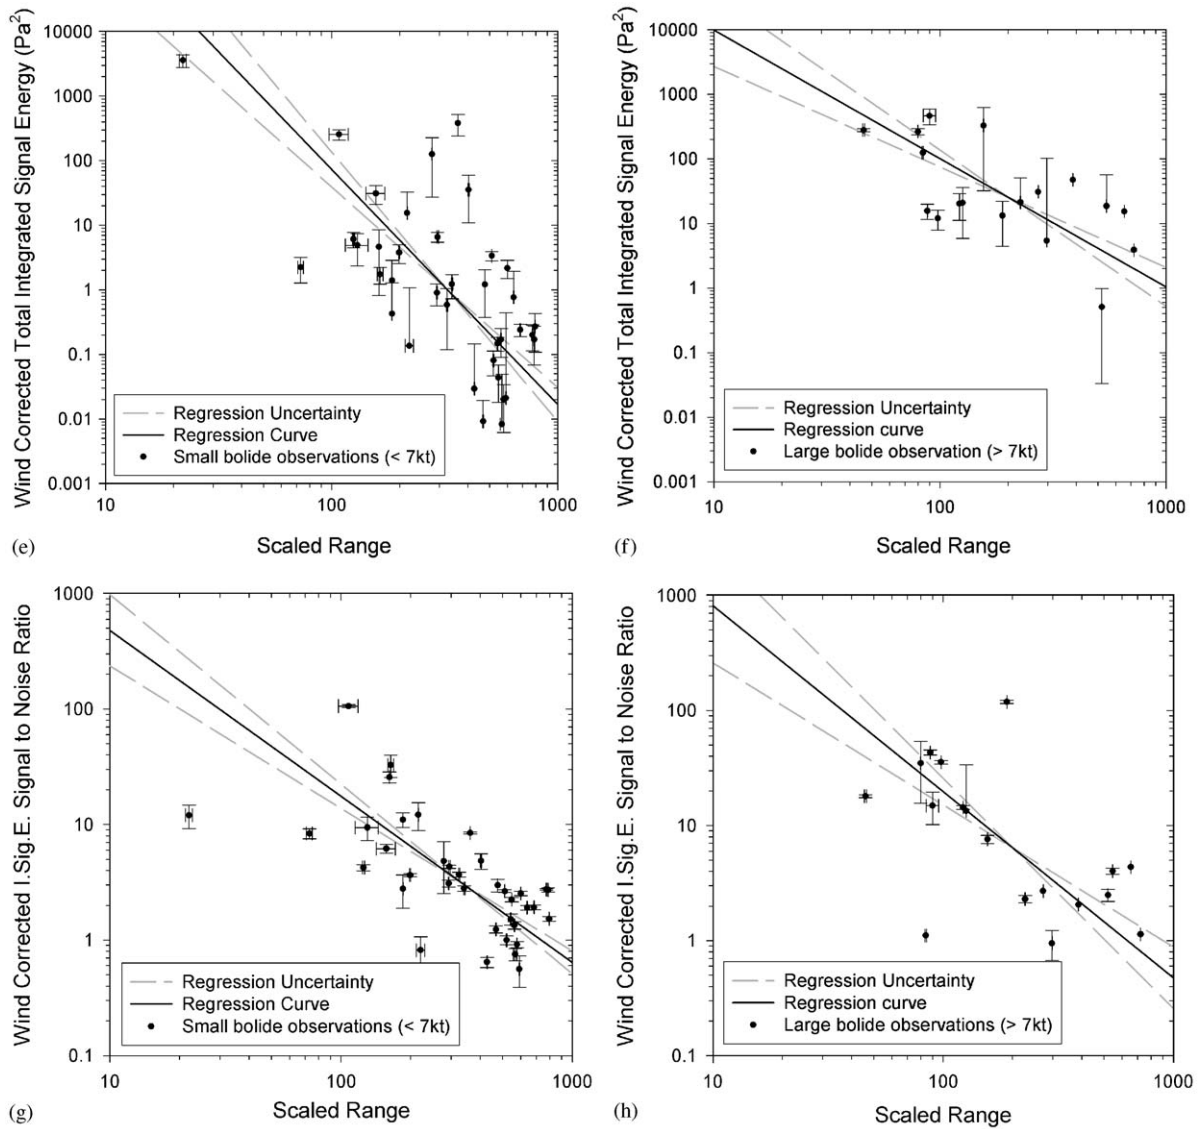 Wind Corrected Total Integrated Signal Energy (Pa²)
10000
1000
100
10
1
0.1
0.01
0.001
Regression Uncertainty
Regression Curve
Small bolide observations (< 7kt)
10
100
1000
(e)
Scaled Range
Wind Corrected Total Integrated Signal Energy (Pa²)
10000
1000
100
10
1
0.1
0.01
0.001
Regression Uncertainty
Regression curve
Large bolide observation (> 7kt)
10
100
1000
(f)
Scaled Range
Wind Corrected I.Sig.E. Signal to Noise Ratio
1000
100
10
1
0.1
Regression Uncertainty
Regression Curve
Small bolide observations (< 7kt)
10
100
1000
(g)
Scaled Range
Wind Corrected I.Sig.E. Signal to Noise Ratio
1000
100
10
1
0.1
Regression Uncertainty
Regression curve
Large bolide observations (> 7kt)
10
100
1000
(h)
Scaled Range